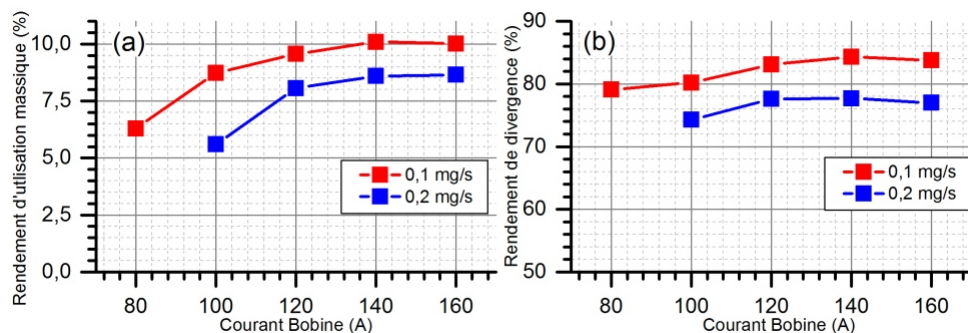 (a)
Rendement d'utilisation massique (%)
10,0
7,5
5,0
2,5
0,0
0,1 mg/s
0,2 mg/s
80 100 120 140 160
Courant Bobine (A)
(b)
Rendement de divergence (%)
90
80
70
60
50
0,1 mg/s
0,2 mg/s
80 100 120 140 160
Courant Bobine (A)